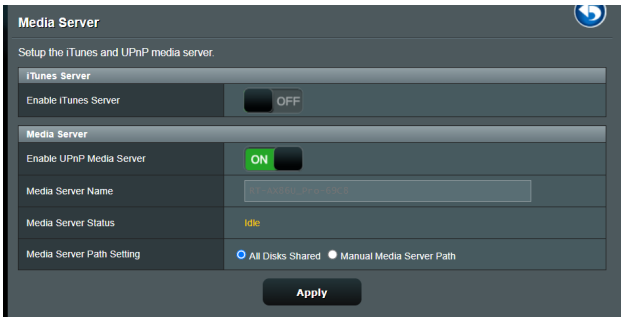 Media Server
Setup the iTunes and UPnP media server.
iTunes Server
Enable iTunes Server OFF
Media Server
Enable UPnP Media Server ON
Media Server Name
Media Server Status Idle
Media Server Path Setting All Disks Shared Manual Media Server Path
Apply